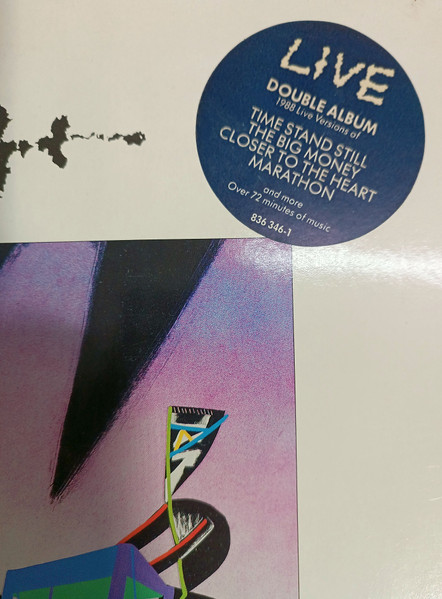 LIVE
DOUBLE ALBUM
1988 Live Versions of
TIME STAND STILL
THE BIG MONEY
CLOSER TO THE HEART
MARATHON
and more
Over 72 minutes of music
836 346-1